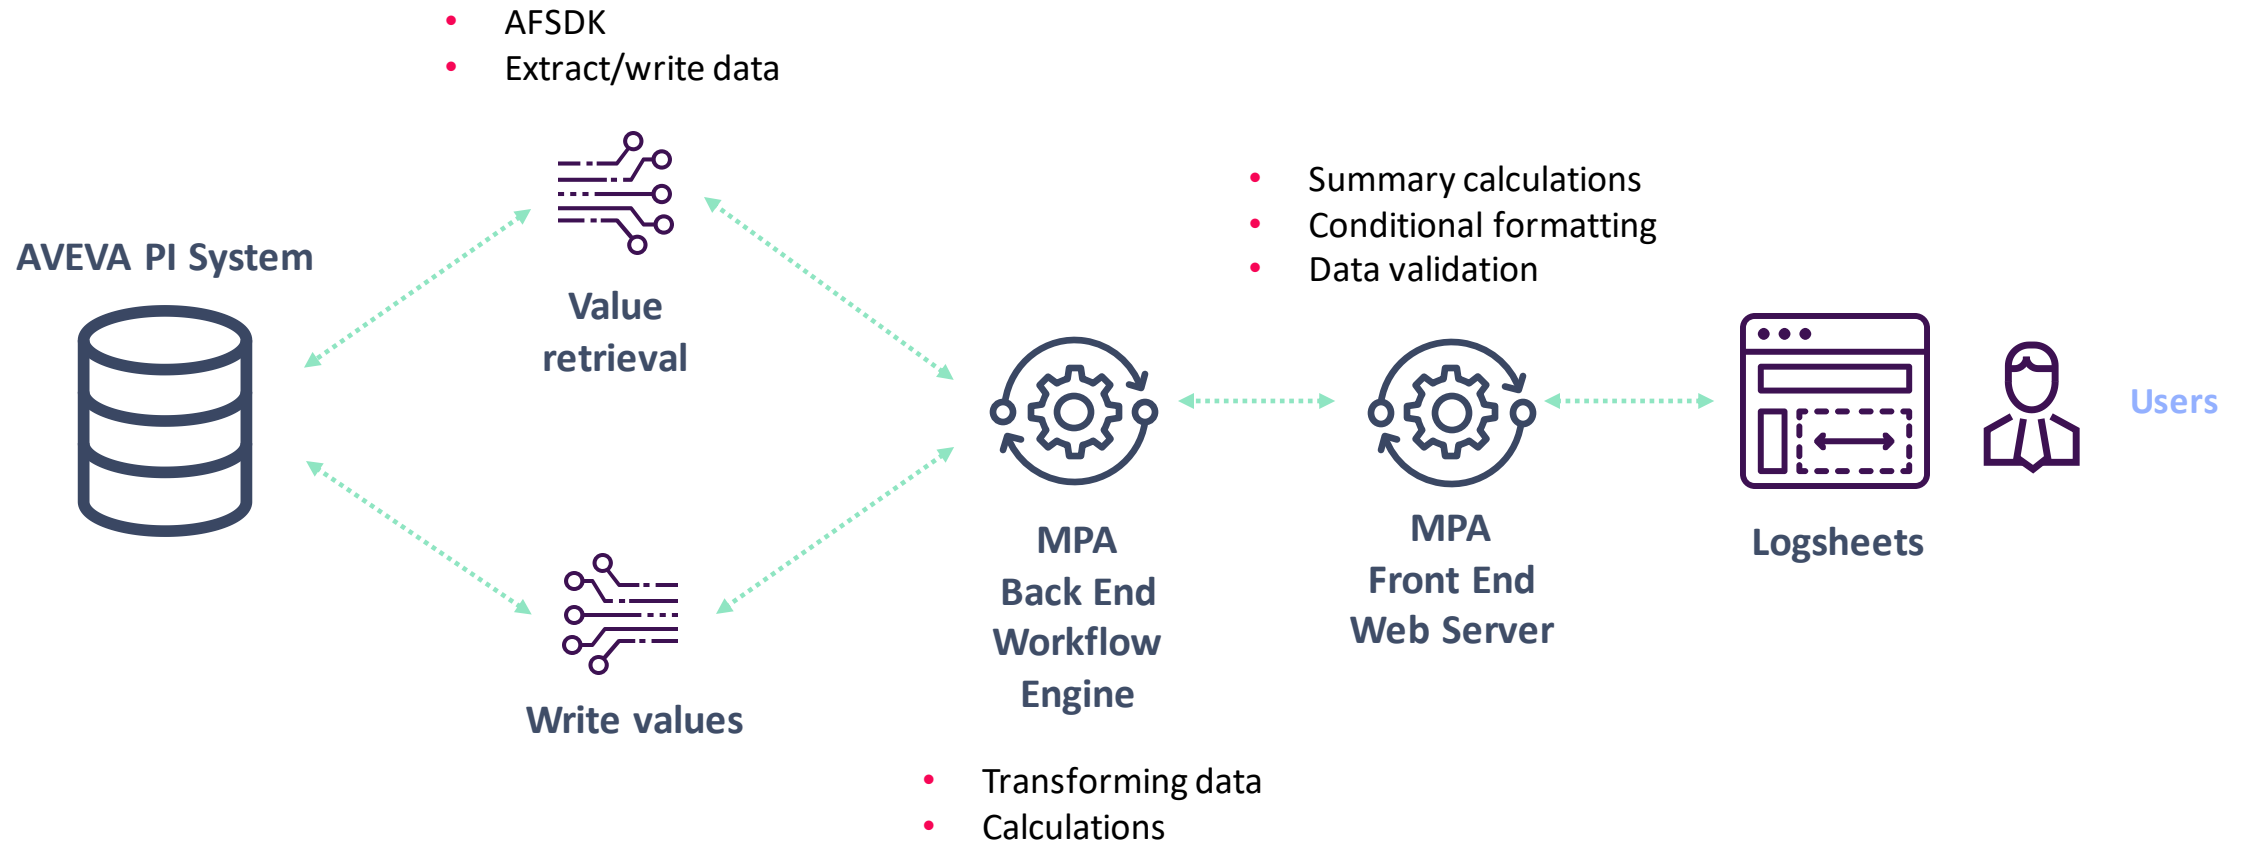 • AFSDK
• Extract/write data
AVEVA PI System
Value
retrieval
Write values
• Summary calculations
• Conditional formatting
• Data validation
MPA
Back End
Workflow
Engine
• Transforming data
• Calculations
MPA
Front End
Web Server
Logsheets
Users